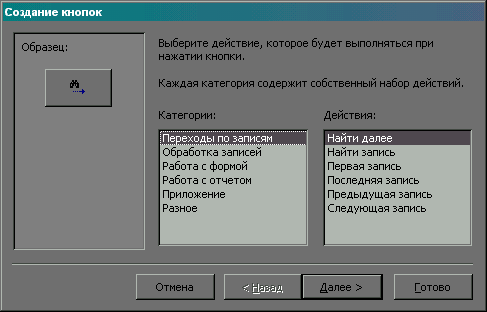 Создание кнопок
Образец:
Выберите действие, которое будет выполняться при
нажатии кнопки.
Каждая категория содержит собственный набор действий.
Категории:
Действия:
Переходы по записям
Обработка записей
Работа с формой
Работа с отчетом
Приложение
Разное
Найти далее
Найти запись
Первая запись
Последняя запись
Предыдущая запись
Следующая запись
Отмена
< Назад
Далее >
Готово